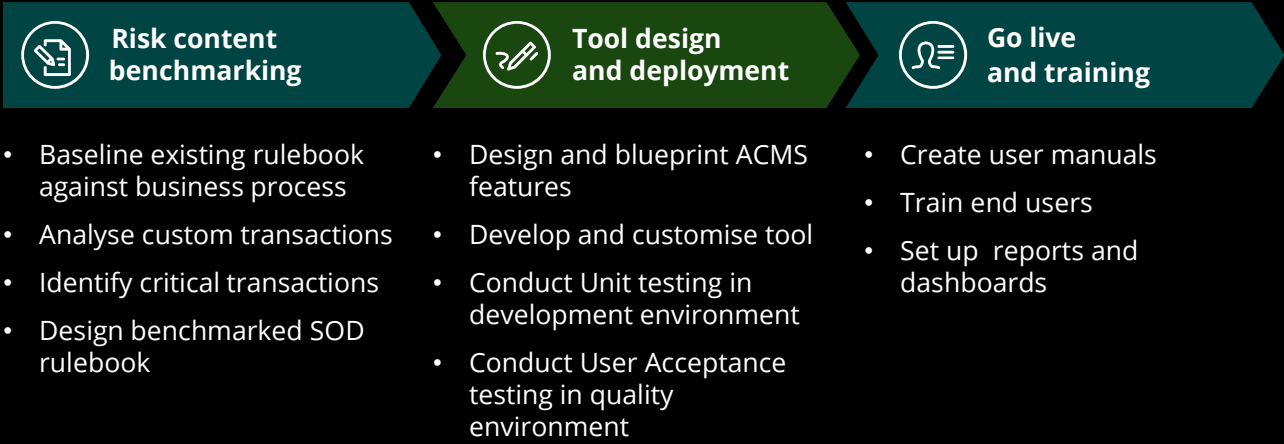 Risk content
benchmarking
• Baseline existing rulebook
against business process
• Analyse custom transactions
• Identify critical transactions
• Design benchmarked SOD
rulebook
Tool design
and deployment
• Design and blueprint ACMS
features
• Develop and customise tool
• Conduct Unit testing in
development environment
• Conduct User Acceptance
testing in quality
environment
Go live
and training
• Create user manuals
• Train end users
• Set up  reports and
dashboards